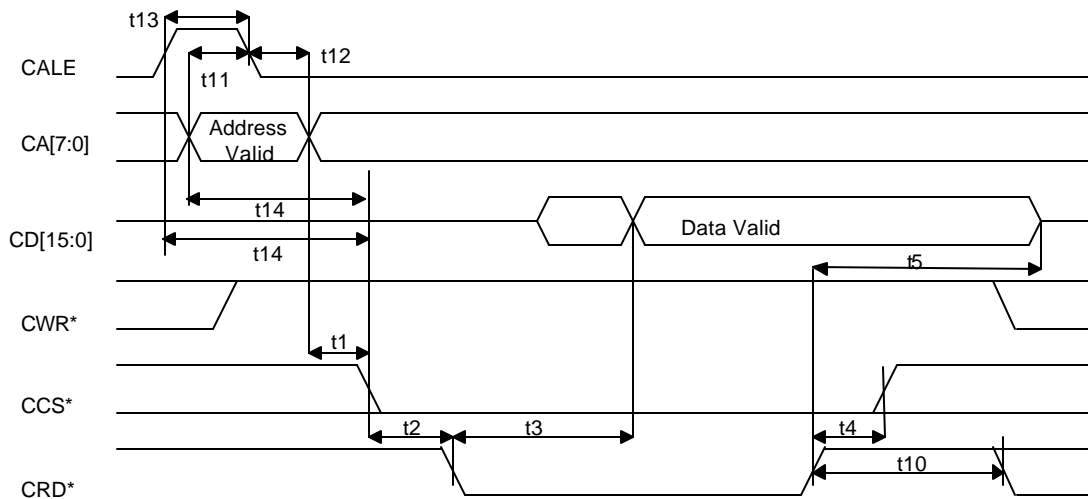 t13
t12
CALE
t11
CA[7:0]
Address
Valid
t14
CD[15:0]
Data Valid
t14
t5
CWR*
t1
CCS*
t2
t3
t4
t10
CRD*